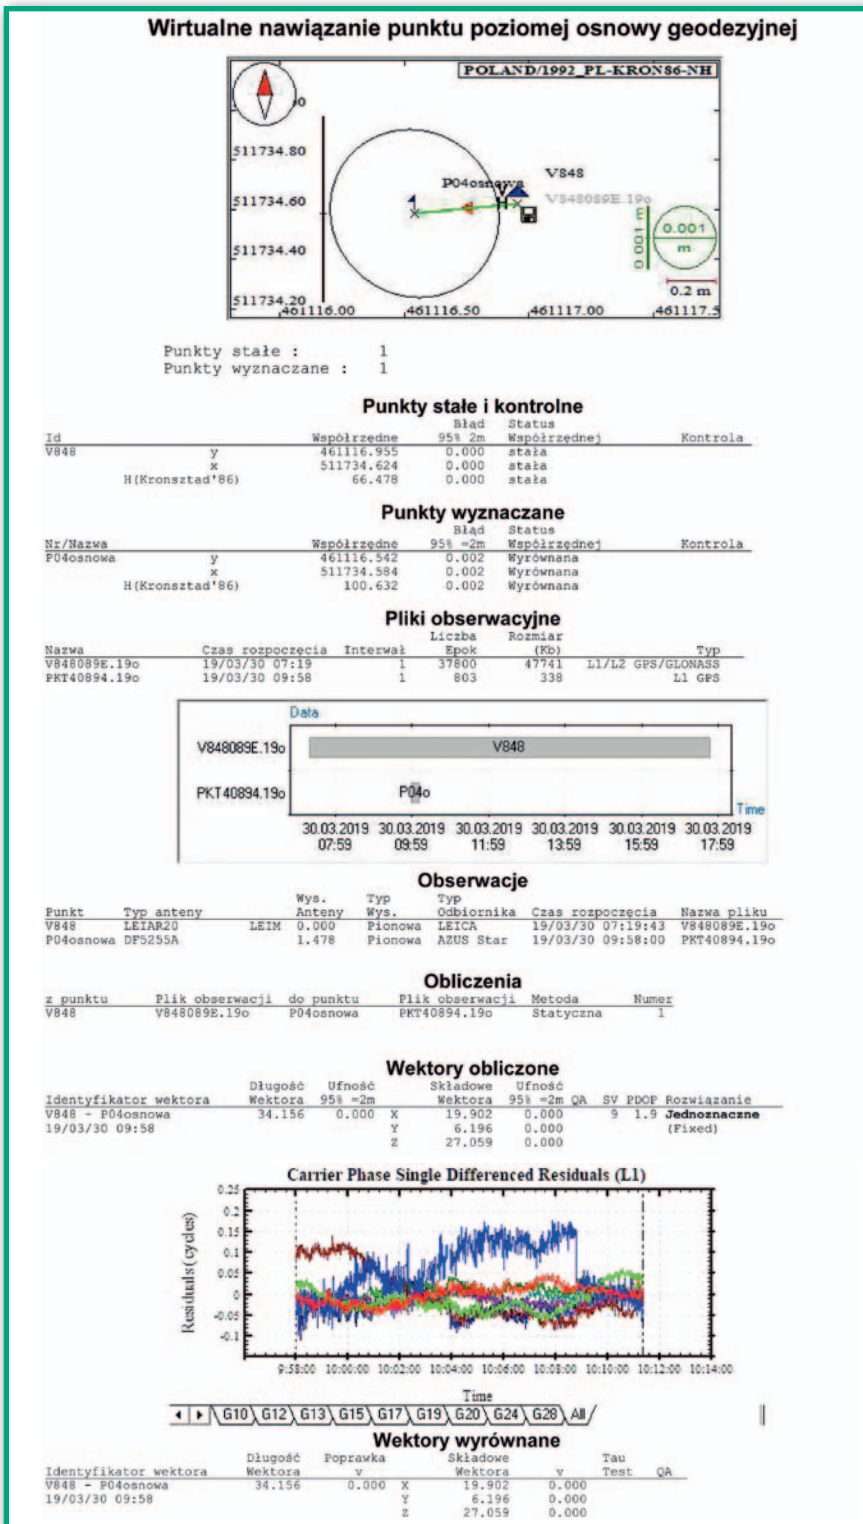 Wirtualne nawiązanie punktu poziomej osnowy geodezyjnej
POLAND/1992_PL-KRON86-NH
511734.80
511734.60
511734.40
511734.20
P04osnowa
V848
V848089E.19o
0.001 E
0.001
m
0.2 m
461116.00 461116.50 461117.00 461117.5
Punkty stałe : 1
Punkty wyznaczane : 1
Punkty stałe i kontrolne
Błąd Status
Id Współrzędne 95% 2m Współrzędnej Kontrola
V848 y 461116.955 0.000 stała
x 511734.624 0.000 stała
H(Kronsztad'86) 66.478 0.000 stała
Punkty wyznaczane
Błąd Status
Nr/Nazwa Współrzędne 95% =2m Współrzędnej Kontrola
P04osnowa y 461116.542 0.002 Wyrównana
x 511734.584 0.002 Wyrównana
H(Kronsztad'86) 100.632 0.002 Wyrównana
Pliki obserwacyjne
Liczba Rozmiar
Nazwa Czas rozpoczęcia Interwał Epok (Kb) Typ
V848089E.19o 19/03/30 07:19 1 37800 47741 L1/L2 GPS/GLONASS
PKT40894.19o 19/03/30 09:58 1 803 338 L1 GPS
Data
V848089E.19o V848
PKT40894.19o P04o
Time
30.03.2019 30.03.2019 30.03.2019 30.03.2019 30.03.2019 30.03.2019
07:59 09:59 11:59 13:59 15:59 17:59
Obserwacje
Wys. Typ Typ
Punkt Typ anteny Anteny Wys. Odbiornika Czas rozpoczęcia Nazwa pliku
V848 LEIAR20 LEIM 0.000 Pionowa LEICA 19/03/30 07:19:43 V848089E.19o
P04osnowa DF5255A 1.478 Pionowa AZUS Star 19/03/30 09:58:00 PKT40894.19o
Obliczenia
z punktu Plik obserwacji do punktu Plik obserwacji Metoda Numer
V848 V848089E.19o P04osnowa PKT40894.19o Statyczna 1
Wektory obliczone
Długość Ufność Składowe Ufność
Identyfikator wektora Wektora 95% =2m Wektora 95% =2m QA SV PDOP Rozwiązanie
V848 - P04osnowa 34.156 0.000 X 19.902 0.000 9 1.9 Jednoznaczne
19/03/30 09:58 Y 6.196 0.000 (Fixed)
Z 27.059 0.000
Carrier Phase Single Differenced Residuals (L1)
Residuals (cycles)
0.25
0.2
0.15
0.10
0.05
0
-0.05
-0.1
9:58:00 10:00:00 10:02:00 10:04:00 10:06:00 10:08:00 10:10:00 10:12:00 10:14:00
Time
G10 G12 G13 G15 G17 G19 G20 G24 G28 All
Wektory wyrównane
Długość Poprawka Składowe Tau
Identyfikator wektora Wektora v Wektora v Test QA
V848 - P04osnowa 34.156 0.000 X 19.902 0.000
19/03/30 09:58 Y 6.196 0.000
Z 27.059 0.000